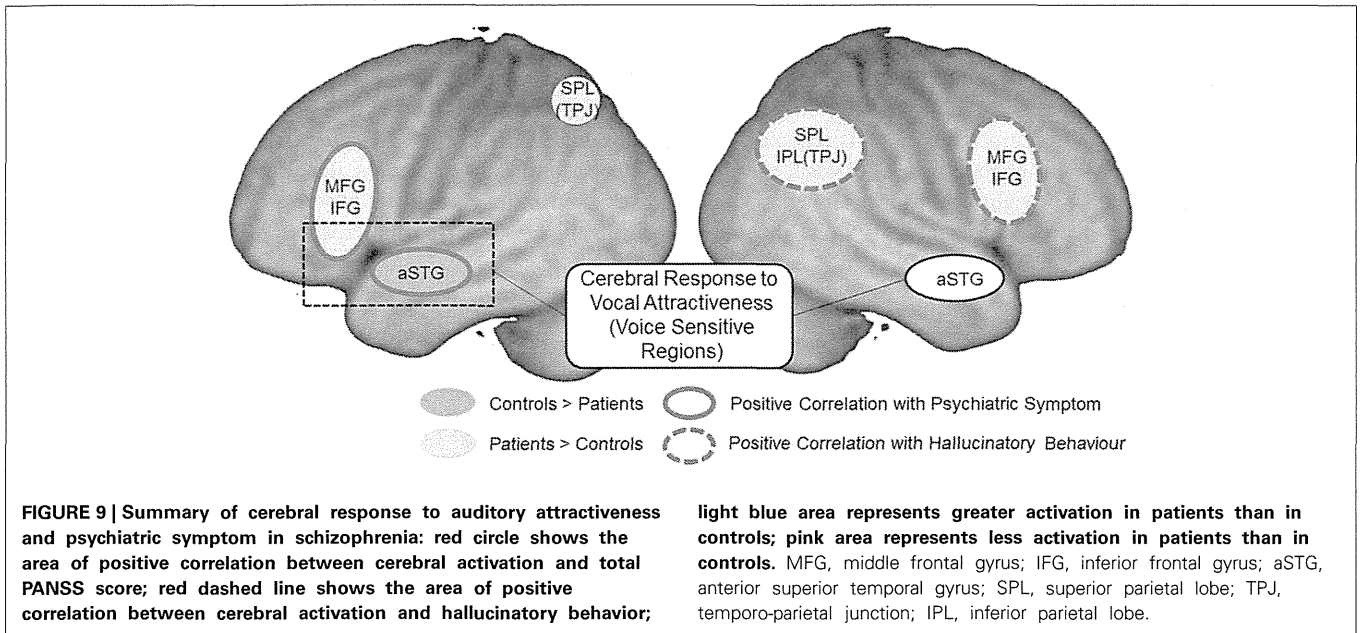 SPL
(TPJ)
MFG
IFG
aSTG
SPL
IPL(TPJ)
MFG
IFG
aSTG
Cerebral Response to
Vocal Attractiveness
(Voice Sensitive
Regions)
Controls > Patients
Positive Correlation with Psychiatric Symptom
Patients > Controls
Positive Correlation with Hallucinatory Behaviour
FIGURE 9 | Summary of cerebral response to auditory attractiveness
and psychiatric symptom in schizophrenia: red circle shows the
area of positive correlation between cerebral activation and total
PANSS score; red dashed line shows the area of positive
correlation between cerebral activation and hallucinatory behavior;
light blue area represents greater activation in patients than in
controls; pink area represents less activation in patients than in
controls. MFG, middle frontal gyrus; IFG, inferior frontal gyrus; aSTG,
anterior superior temporal gyrus; SPL, superior parietal lobe; TPJ,
temporo-parietal junction; IPL, inferior parietal lobe.